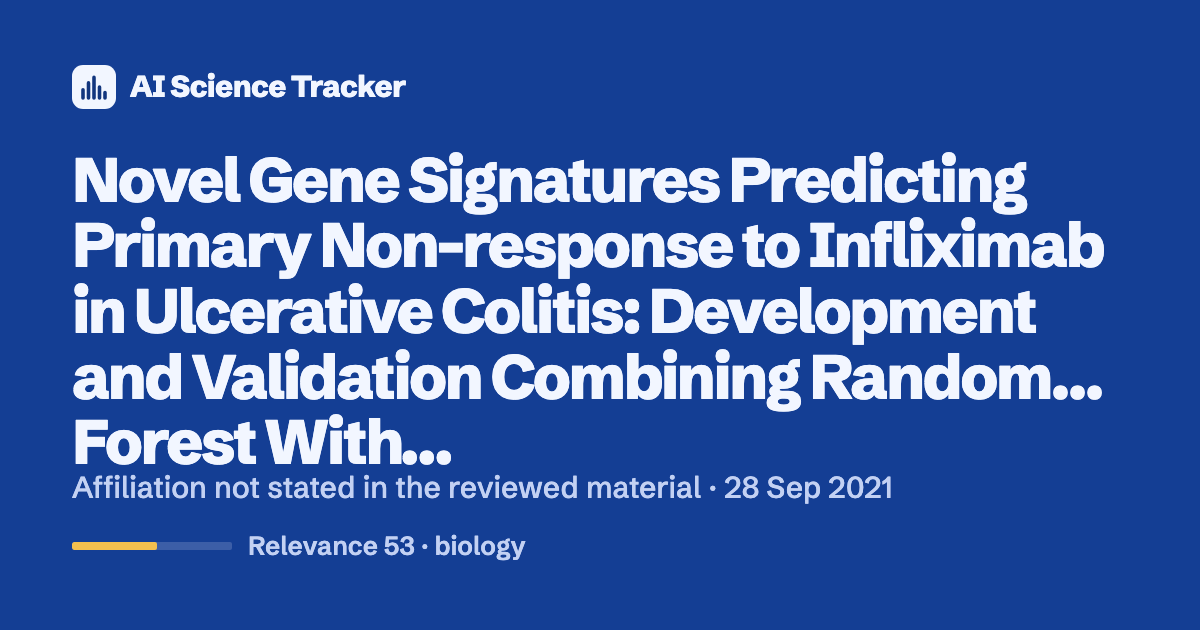 AI Science Tracker
Novel Gene Signatures Predicting
Primary Non-response to Infliximab
in Ulcerative Colitis: Development
and Validation Combining Random...
Forest With...
Affiliation not stated in the reviewed material · 28 Sep 2021
Relevance 53 · biology